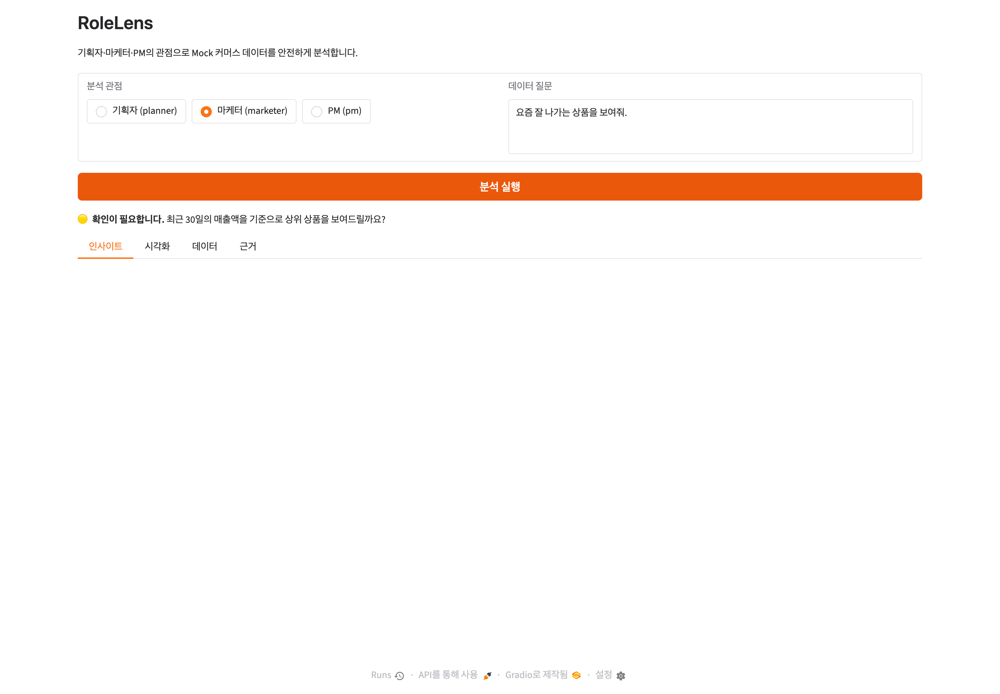 RoleLens
기획자·마케터·PM의 관점으로 Mock 커머스 데이터를 안전하게 분석합니다.
분석 관점
기획자 (planner)
마케터 (marketer)
PM (pm)
데이터 질문
요즘 잘 나가는 상품을 보여줘.
분석 실행
확인이 필요합니다. 최근 30일의 매출액을 기준으로 상위 상품을 보여드릴까요?
인사이트 시각화 데이터 근거
Runs · API를 통해 사용 · Gradio로 제작됨 · 설정